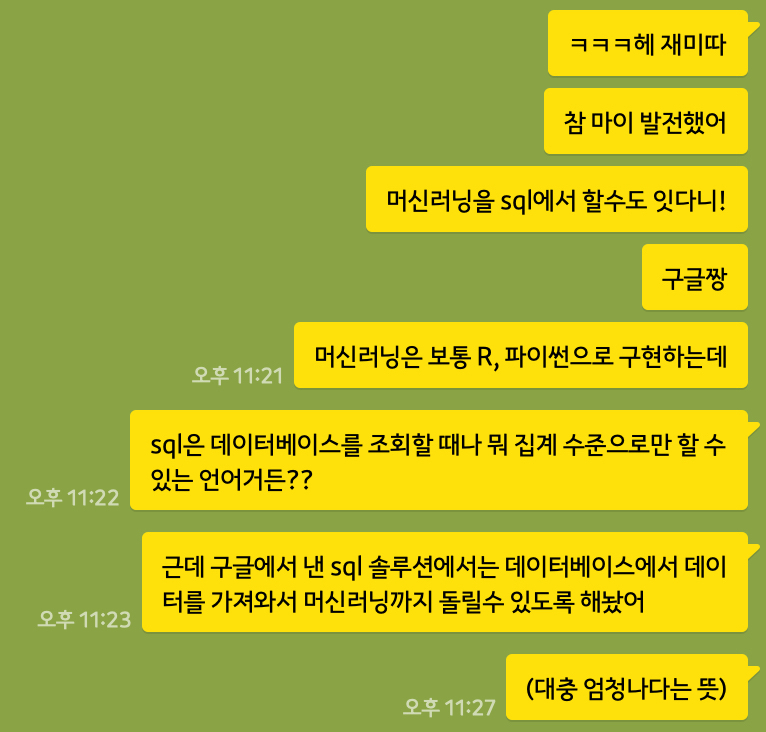 ㅋㅋㅋ헤 재미따
참 마이 발전했어
머신러닝을 sql에서 할수도 잇다니!
구글짱
머신러닝은 보통 R, 파이썬으로 구현하는데
오후 11:21
sql은 데이터베이스를 조회할 때나 뭐 집계 수준으로만 할 수
있는 언어거든??
오후 11:22
근데 구글에서 낸 sql 솔루션에서는 데이터베이스에서 데이
터를 가져와서 머신러닝까지 돌릴수 있도록 해놨어
오후 11:23
(대충 엄청나다는 뜻)
오후 11:27